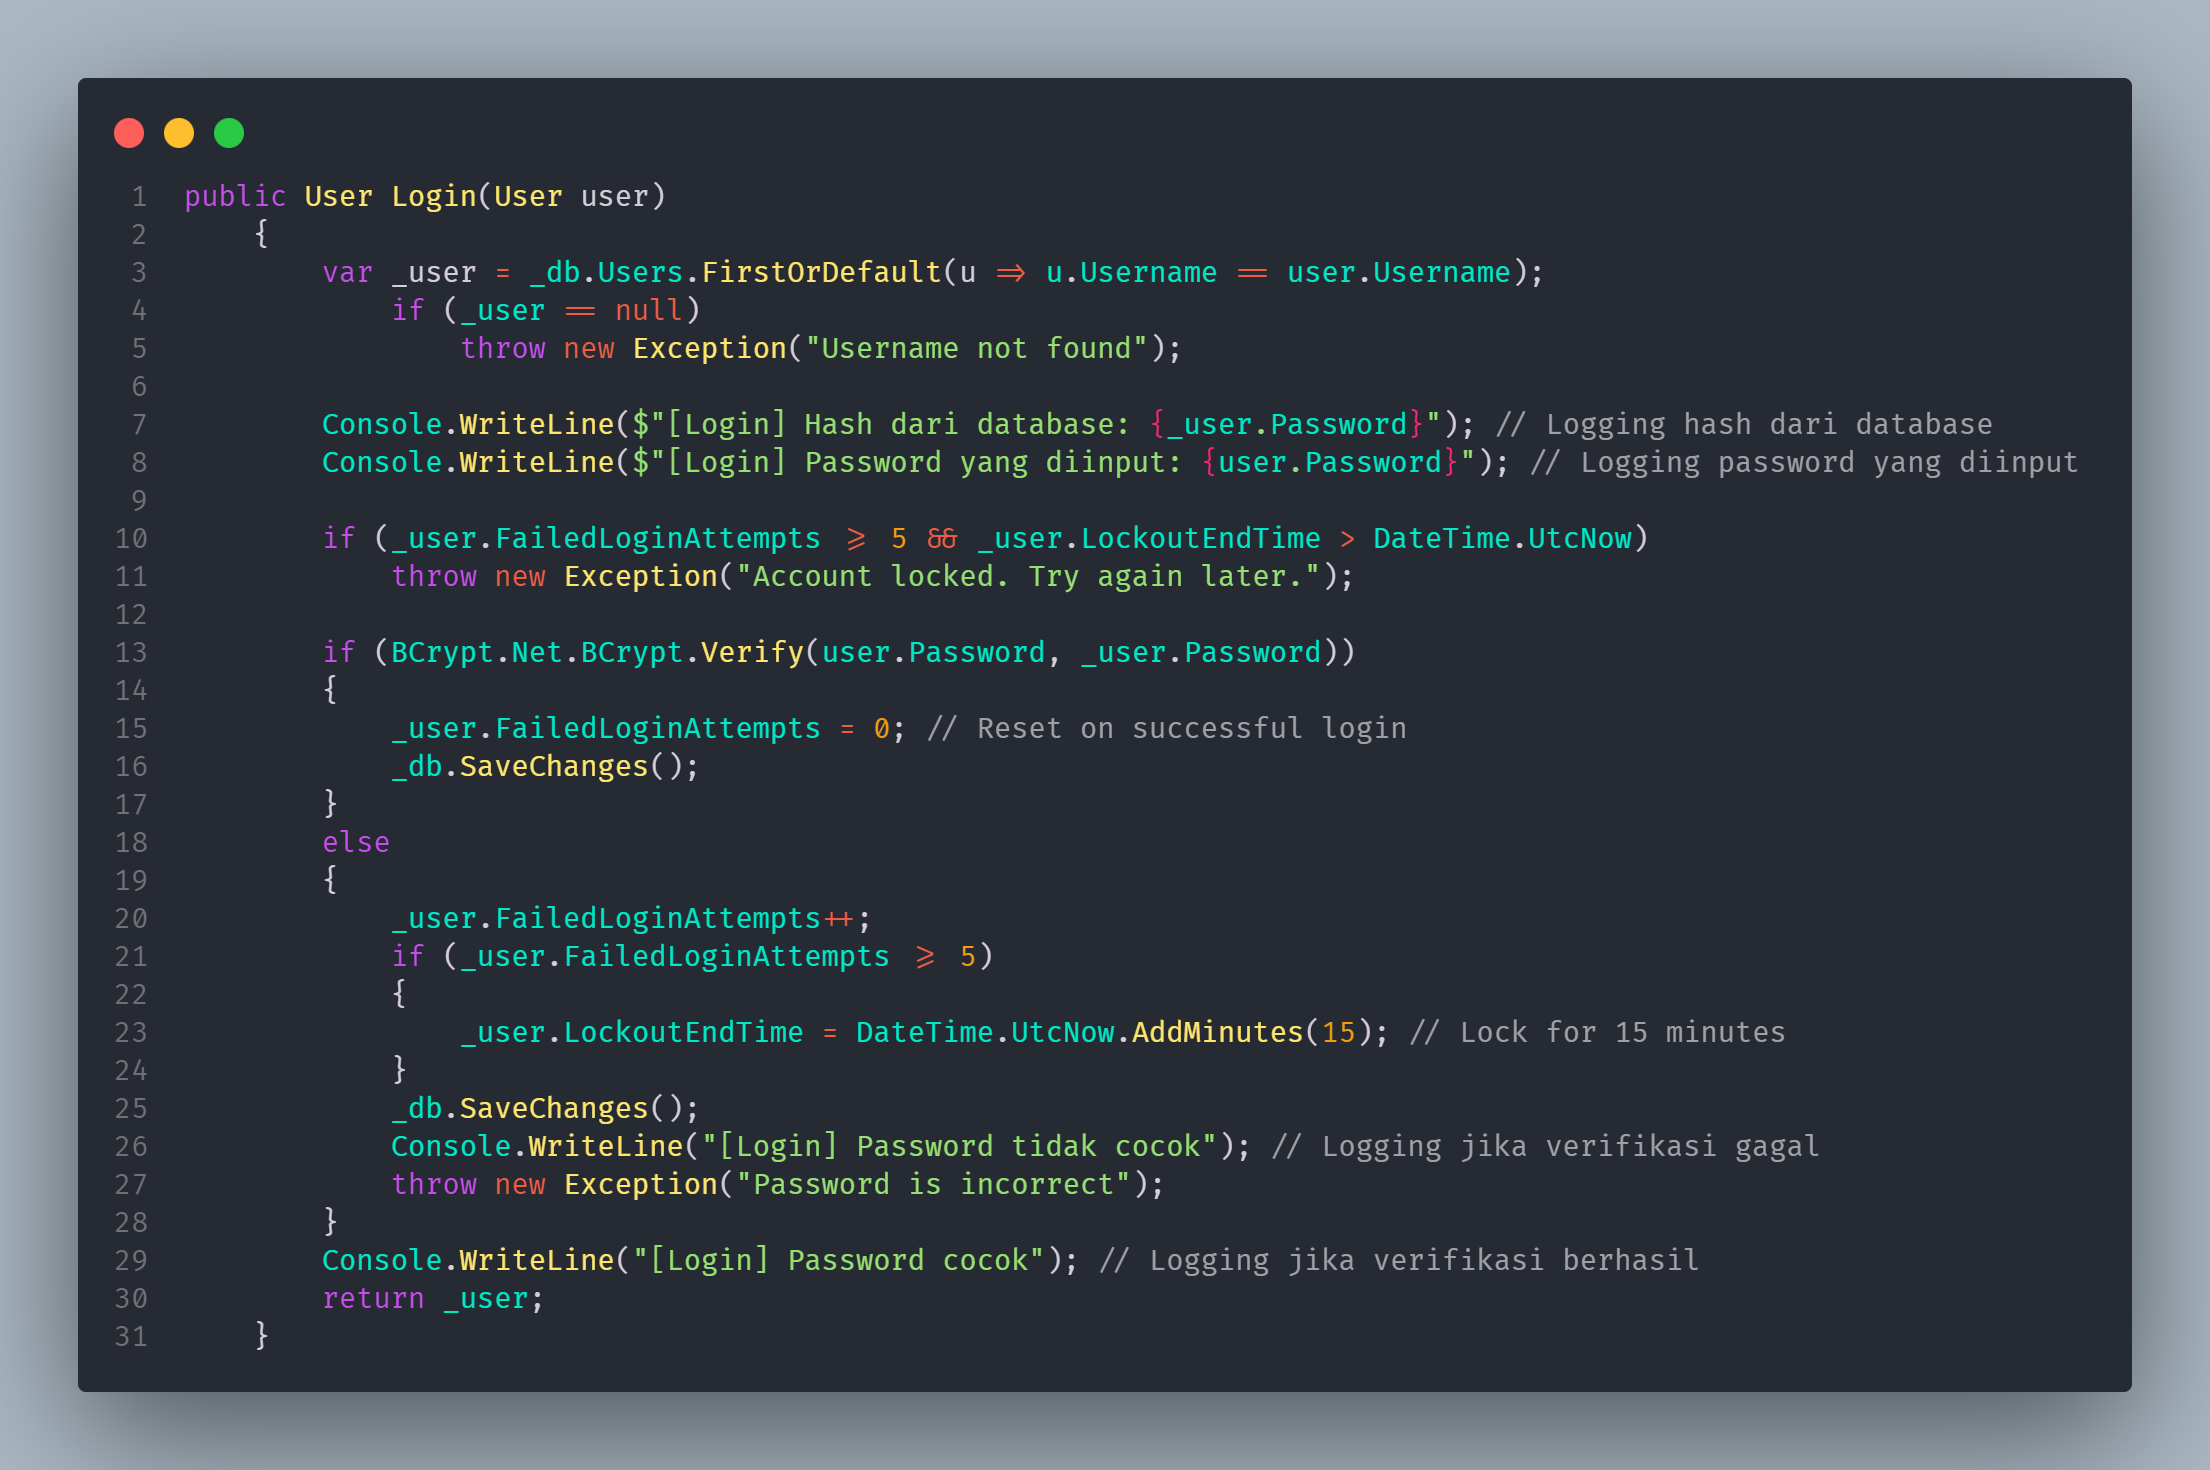 1 public User Login(User user)
2 {
3 var _user = _db.Users.FirstOrDefault(u => u.Username == user.Username);
4 if (_user == null)
5 throw new Exception("Username not found");
6
7 Console.WriteLine($"[Login] Hash dari database: {_user.Password}"); // Logging hash dari database
8 Console.WriteLine($"[Login] Password yang diinput: {user.Password}"); // Logging password yang diinput
9
10 if (_user.FailedLoginAttempts >= 5 && _user.LockoutEndTime > DateTime.UtcNow)
11 throw new Exception("Account locked. Try again later.");
12
13 if (BCrypt.Net.BCrypt.Verify(user.Password, _user.Password))
14 {
15 _user.FailedLoginAttempts = 0; // Reset on successful login
16 _db.SaveChanges();
17 }
18 else
19 {
20 _user.FailedLoginAttempts++;
21 if (_user.FailedLoginAttempts >= 5)
22 {
23 _user.LockoutEndTime = DateTime.UtcNow.AddMinutes(15); // Lock for 15 minutes
24 }
25 _db.SaveChanges();
26 Console.WriteLine("[Login] Password tidak cocok"); // Logging jika verifikasi gagal
27 throw new Exception("Password is incorrect");
28 }
29 Console.WriteLine("[Login] Password cocok"); // Logging jika verifikasi berhasil
30 return _user;
31 }